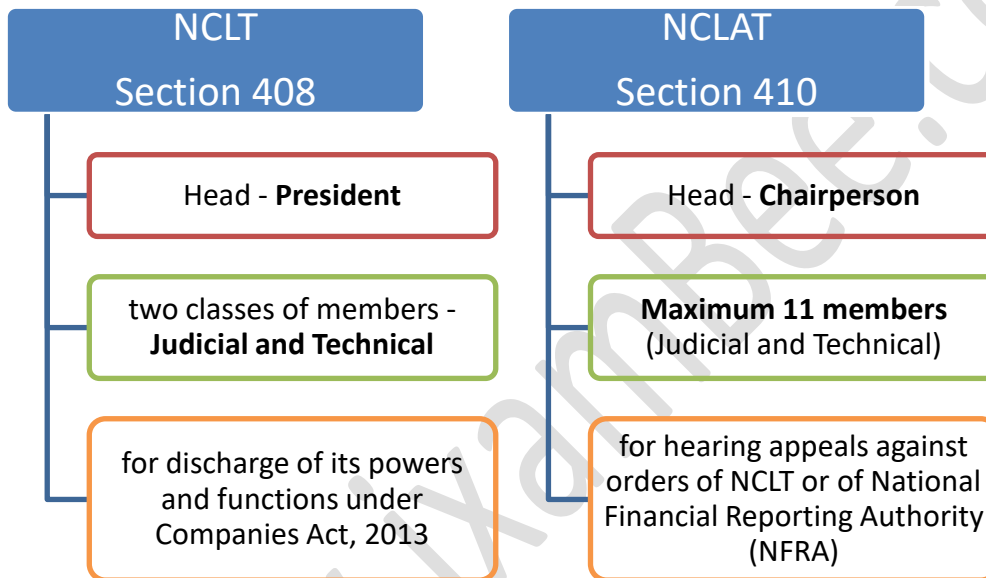 NCLT
Section 408
Head - President
two classes of members -
Judicial and Technical
for discharge of its powers
and functions under
Companies Act, 2013
NCLAT
Section 410
Head - Chairperson
Maximum 11 members
(Judicial and Technical)
for hearing appeals against
orders of NCLT or of National
Financial Reporting Authority
(NFRA)